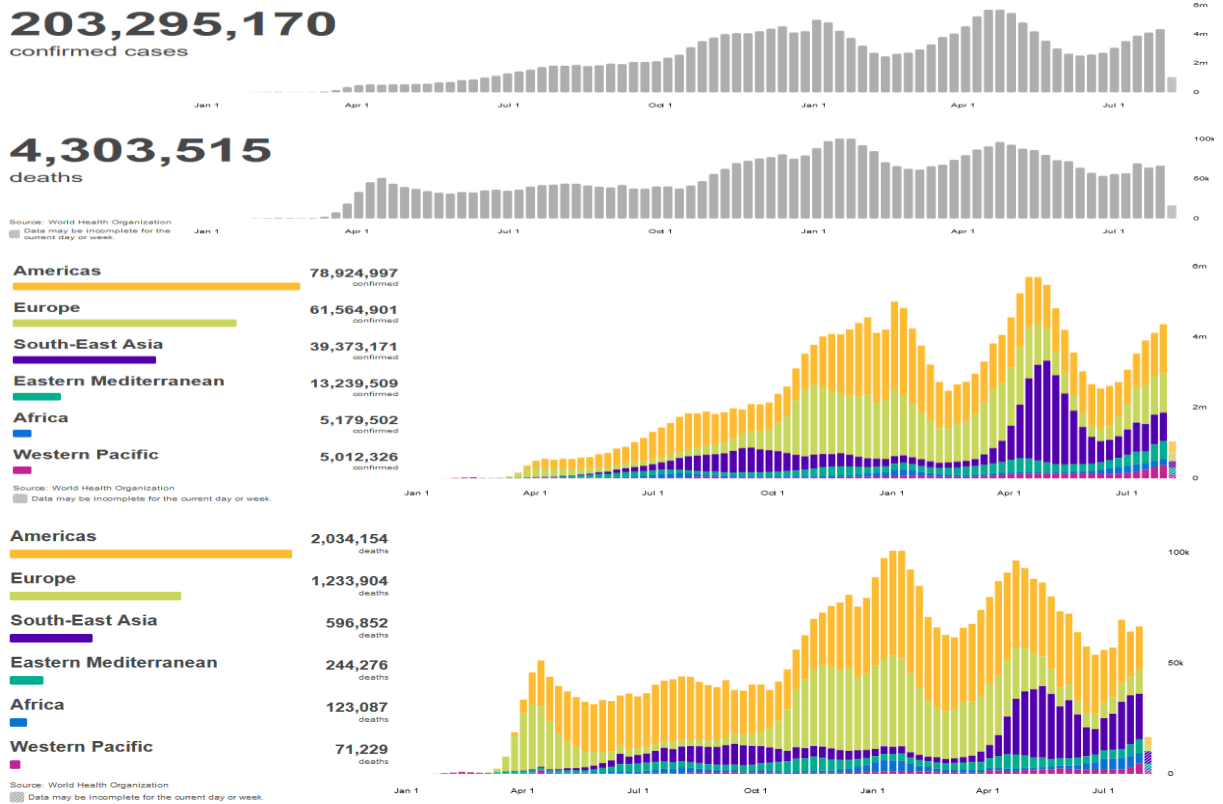 203,295,170
confirmed cases
6m
4m
2m
0
Jan 1 Apr 1 Jul 1 Oct 1 Jan 1 Apr 1 Jul 1
4,303,515
deaths
100k
50k
0
Source: World Health Organization
Data may be incomplete for the
current day or week.
Jan 1 Apr 1 Jul 1 Oct 1 Jan 1 Apr 1 Jul 1
Americas 78,924,997
confirmed
Europe 61,564,901
confirmed
South-East Asia 39,373,171
confirmed
Eastern Mediterranean 13,239,509
confirmed
Africa 5,179,502
confirmed
Western Pacific 5,012,326
confirmed
Source: World Health Organization
Data may be incomplete for the current day or week.
6m
4m
2m
0
Jan 1 Apr 1 Jul 1 Oct 1 Jan 1 Apr 1 Jul 1
Americas 2,034,154
deaths
Europe 1,233,904
deaths
South-East Asia 596,852
deaths
Eastern Mediterranean 244,276
deaths
Africa 123,087
deaths
Western Pacific 71,229
deaths
Source: World Health Organization
Data may be incomplete for the current day or week.
100k
50k
0
Jan 1 Apr 1 Jul 1 Oct 1 Jan 1 Apr 1 Jul 1